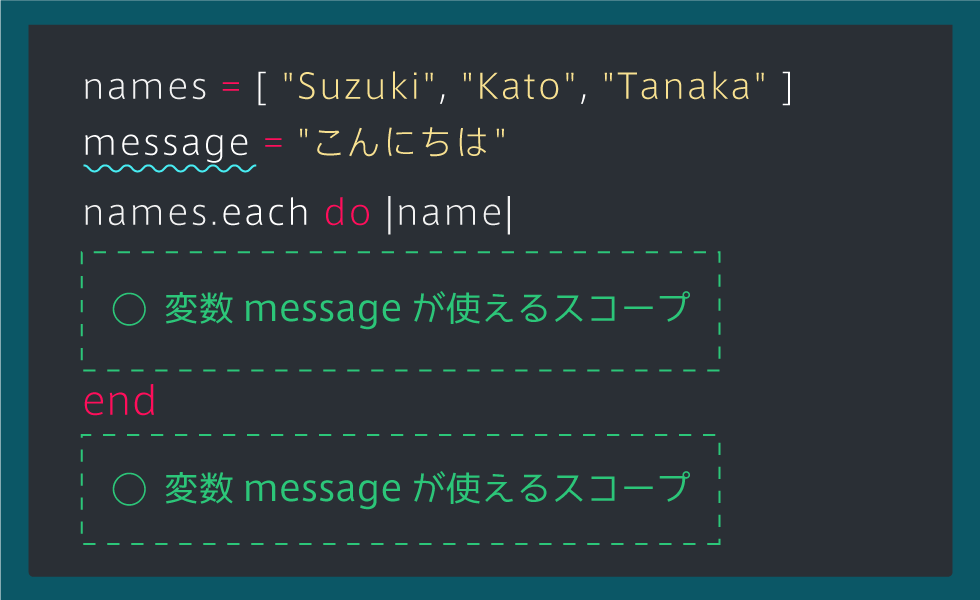 names = [ "Suzuki", "Kato", "Tanaka" ]
message = "こんにちは"
names.each do |name|
○ 変数 message が使えるスコープ
end
○ 変数 message が使えるスコープ